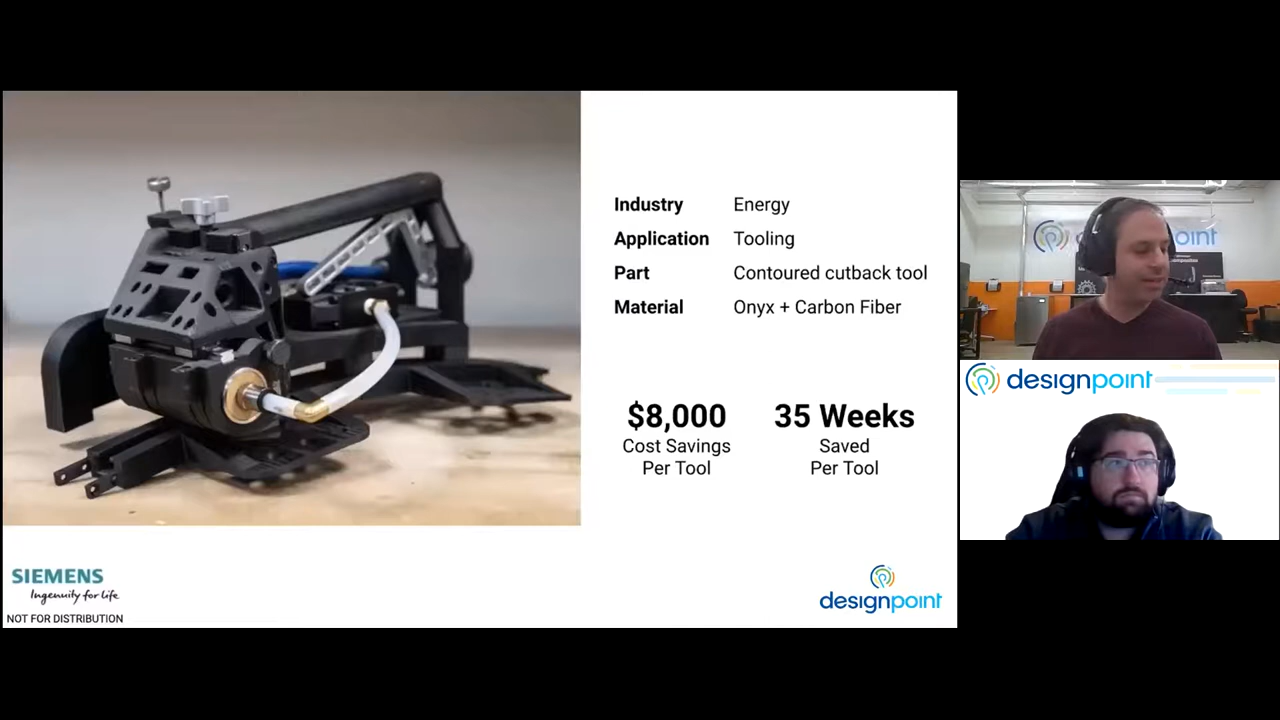 Industry Energy
Application Tooling
Part Contoured cutback tool
Material Onyx + Carbon Fiber
$8,000
Cost Savings
Per Tool
35 Weeks
Saved
Per Tool
SIEMENS
Ingenuity for life
NOT FOR DISTRIBUTION
designpoint
designpoint